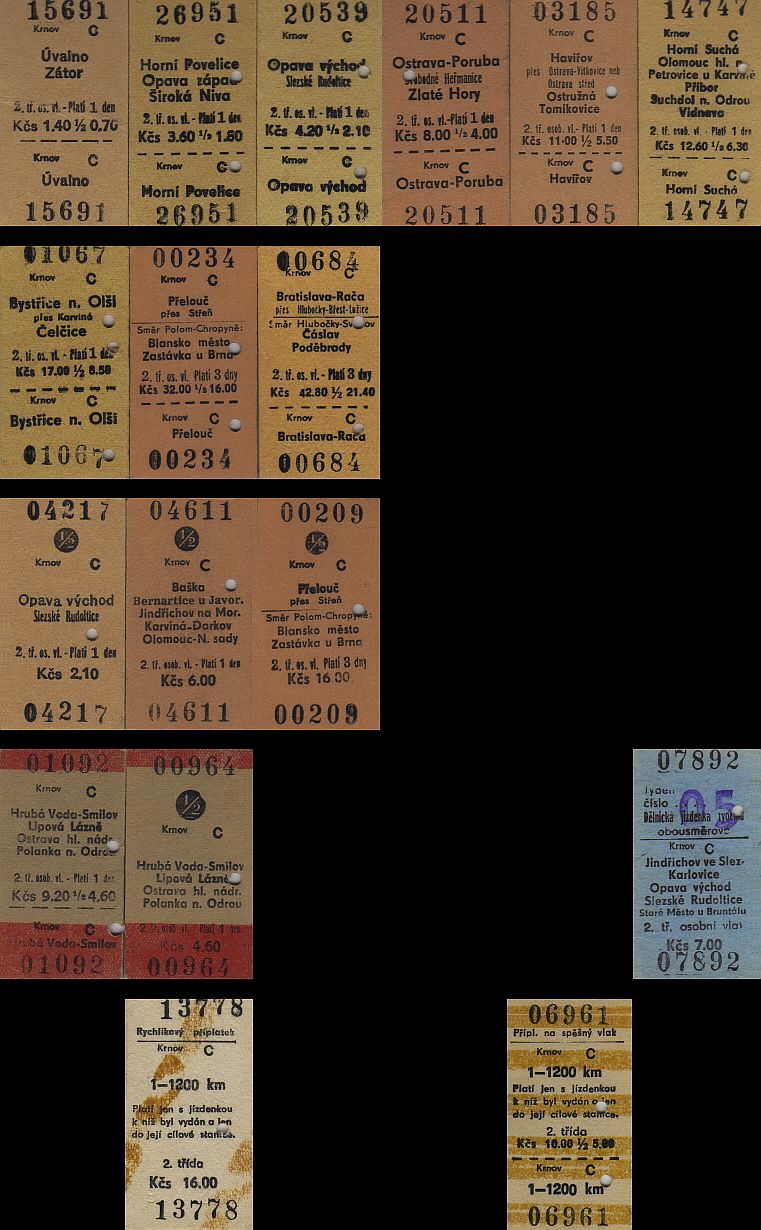 15691
Krnov C
Úvalno
Zátor
2. tř. os. vl. - Platí 1 den
Kčs 1.40 ½ 0.70
Krnov C
Úvalno
15691
26951
Krnov C
Horní Povelice
Opava západ
Široká Niva
2. tř. os. vl. - Platí 1 den
Kčs 3.60 ½ 1.80
Krnov C
Horní Povelice
26951
20539
Krnov C
Opava východ
Slezské Rudoltice
2. tř. os. vl. - Platí 1 den
Kčs 4.20 ½ 2.10
Krnov C
Opava východ
20539
20511
Krnov C
Ostrava-Poruba
Svobodné Heřmanice
Zlaté Hory
2. tř. os. vl. - Platí 1 den
Kčs 8.00 ½ 4.00
Krnov C
Ostrava-Poruba
20511
03185
Krnov C
Havířov
přes Ostrava-Vítkovice neb
Ostrava střed
Ostružná
Tomíkovice
2. tř. osob. vl. - Platí 1 den
Kčs 11.00 ½ 5.50
Krnov C
Havířov
03185
14747
Krnov C
Horní Suchá
Olomouc hl. n.
Petrovice u Karviné
Příbor
Suchdol n. Odrou
Vidnava
2. tř. osob. vl. - Platí 1 den
Kčs 12.60 ½ 6.30
Krnov C
Horní Suchá
14747
01067
Krnov C
Bystřice n. Olší
přes Karviná
Čelčice
2. tř. os. vl. - Platí 1 den
Kčs 17.00 ½ 8.50
Krnov C
Bystřice n. Olší
01067
00234
Krnov C
Přelouč
přes Střeň
Směr Polom-Chropyně:
Blansko město
Zastávka u Brna
2. tř. os. vl. Platí 3 dny
Kčs 32.00 ½ 16.00
Krnov C
Přelouč
00234
00684
Krnov C
Bratislava-Rača
přes Hlubočky-Břest-Lužice
Směr Hlubočky-Svitavy
Čáslav
Poděbrady
2. tř. os. vl. - Platí 3 dny
Kčs 42.80 ½ 21.40
Krnov C
Bratislava-Rača
00684
04217
½
Krnov C
Opava východ
Slezské Rudoltice
2. tř. os. vl. - Platí 1 den
Kčs 2.10
04217
04611
½
Krnov C
Baška
Bernartice u Javor.
Jindřichov na Mor.
Karviná-Darkov
Olomouc-N. sady
2. tř. osob. vl. - Platí 1 den
Kčs 6.00
04611
00209
½
Krnov C
Přelouč
přes Střeň
Směr Polom-Chropyně:
Blansko město
Zastávka u Brna
2. tř. os. vl. Platí 3 dny
Kčs 16.00
00209
01092
Krnov C
Hrubá Voda-Smilov
Lipová Lázně
Ostrava hl. nádr.
Polanka n. Odrou
2. tř. osob. vl. - Platí 1 den
Kčs 9.20 ½ 4.60
Krnov C
Hrubá Voda-Smilov
01092
00964
½
Krnov C
Hrubá Voda-Smilov
Lipová Lázně
Ostrava hl. nádr.
Polanka n. Odrou
2. tř. osob. vl. - Platí 1 den
Kčs 4.60
00964
07892
Týden
číslo 05
Dělnická jízdenka týdenní
obousměrová
Krnov C
Jindřichov ve Slez.
Karlovice
Opava východ
Slezské Rudoltice
Staré Město u Bruntálu
2. tř. osobní vlak
Kčs 7.00
07892
13778
Rychlíkový příplatek
Krnov C
1-1200 km
Platí jen s jízdenkou
k níž byl vydán a jen
do její cílové stanice.
2. třída
Kčs 16.00
13778
06961
Přípl. na spěšný vlak
Krnov C
1-1200 km
Platí jen s jízdenkou
k níž byl vydán a jen
do její cílové stanice.
2. třída
Kčs 10.00 ½ 5.00
Krnov C
1-1200 km
06961